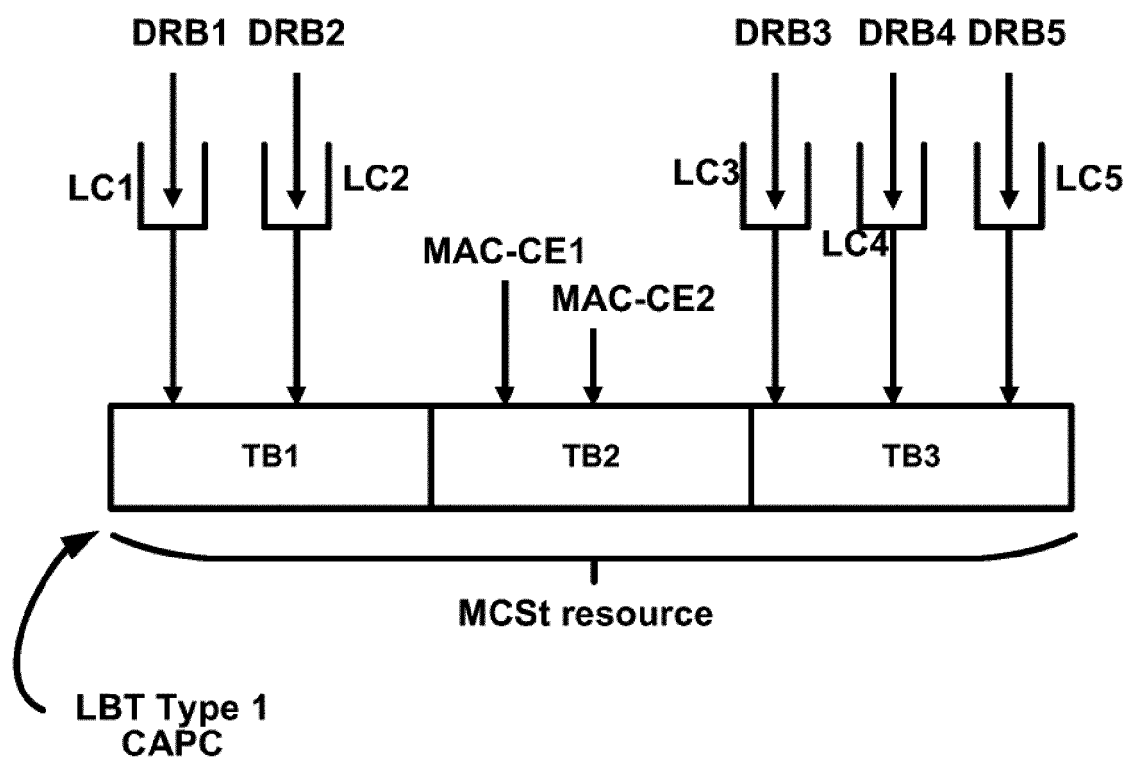 DRB1 DRB2 DRB3 DRB4 DRB5
LC1 LC2 LC3 LC5
LC4
MAC-CE1
MAC-CE2
TB1 TB2 TB3
MCSt resource
LBT Type 1
CAPC